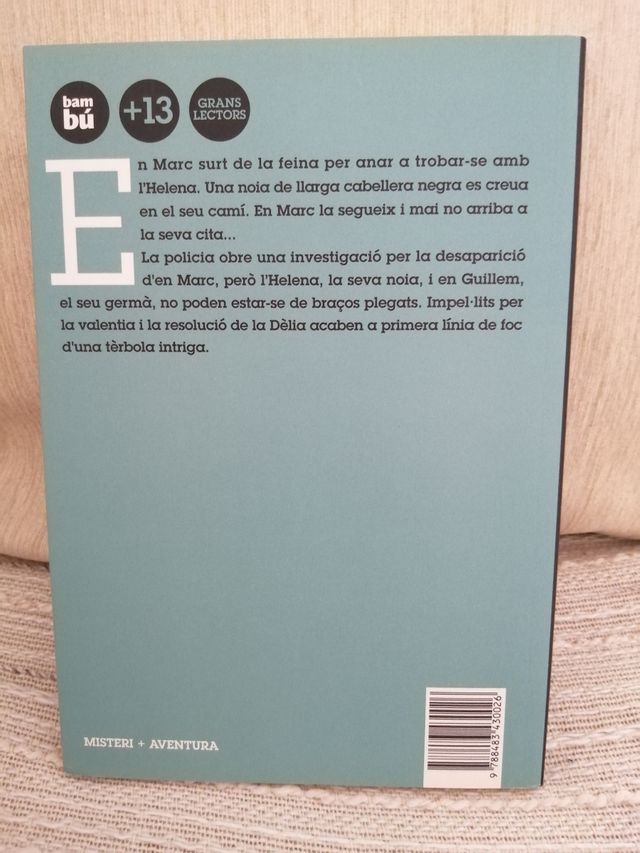 bam
bú
+13
GRANS
LECTORS
En Marc surt de la feina per anar a trobar-se amb
l'Helena. Una noia de llarga cabellera negra es creua
en el seu camí. En Marc la segueix i mai no arriba a
la seva cita...
La policia obre una investigació per la desaparició
d'en Marc, però l'Helena, la seva noia, i en Guillem,
el seu germà, no poden estar-se de braços plegats. Impel·lits per
la valentia i la resolució de la Dèlia acaben a primera línia de foc
d'una tèrbola intriga.
MISTERI + AVENTURA
9 788483 430026